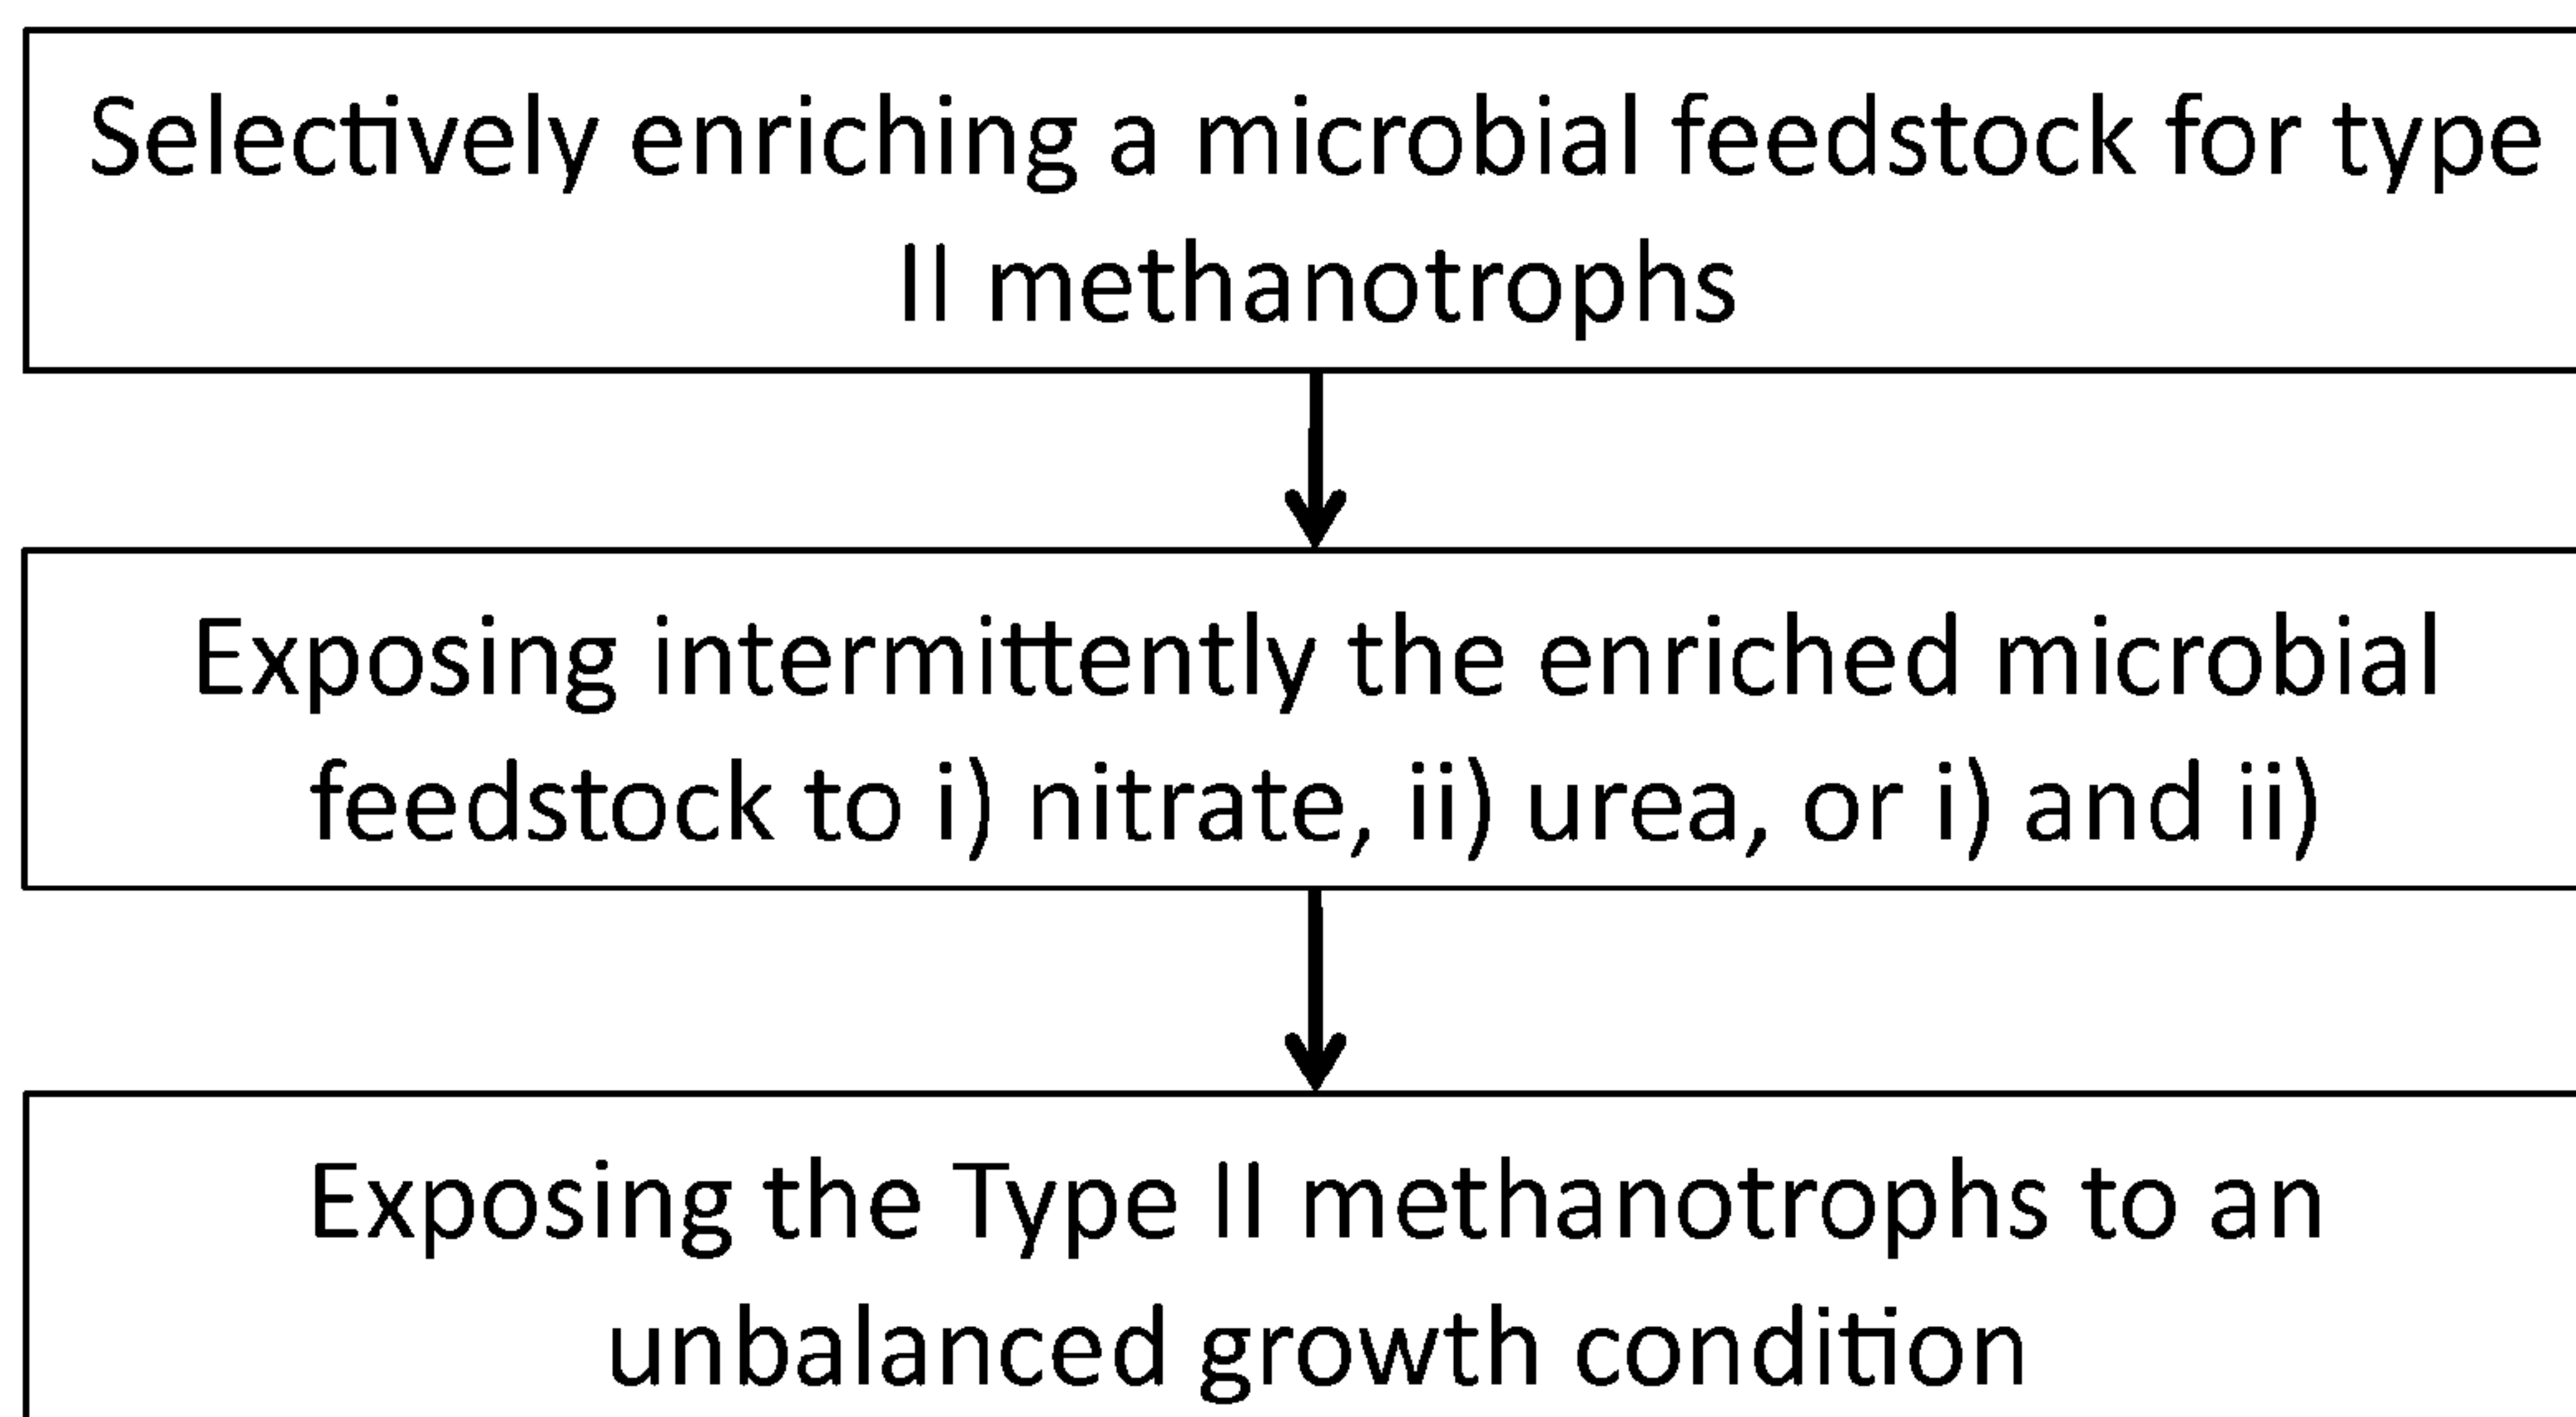 Selectively enriching a microbial feedstock for type
II methanotrophs
Exposing intermittently the enriched microbial
feedstock to i) nitrate, ii) urea, or i) and ii)
Exposing the Type II methanotrophs to an
unbalanced growth condition